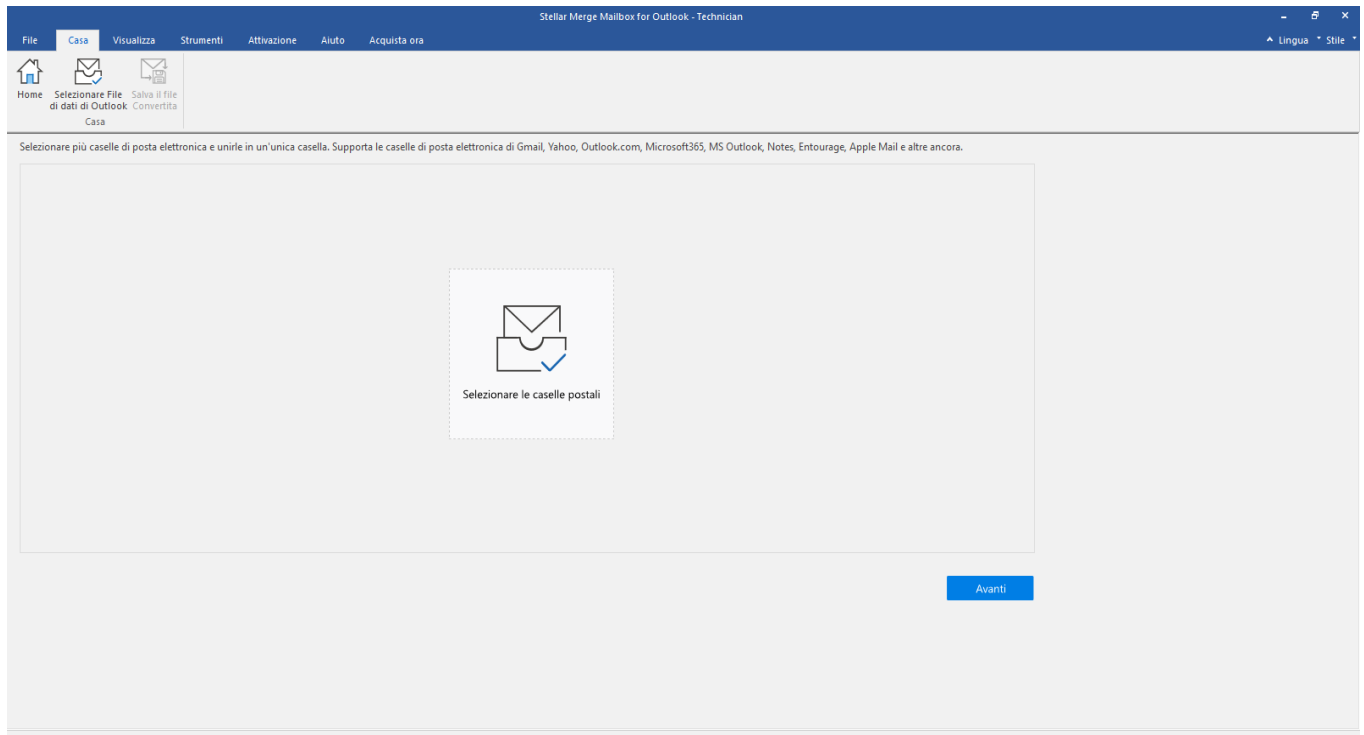 Stellar Merge Mailbox for Outlook - Technician
File Casa Visualizza Strumenti Attivazione Aiuto Acquista ora Lingua Stile
Home
Selezionare File
di dati di Outlook
Salva il file
Convertita
Casa
Selezionare più caselle di posta elettronica e unirle in un'unica casella. Supporta le caselle di posta elettronica di Gmail, Yahoo, Outlook.com, Microsoft365, MS Outlook, Notes, Entourage, Apple Mail e altre ancora.
Selezionare le caselle postali
Avanti